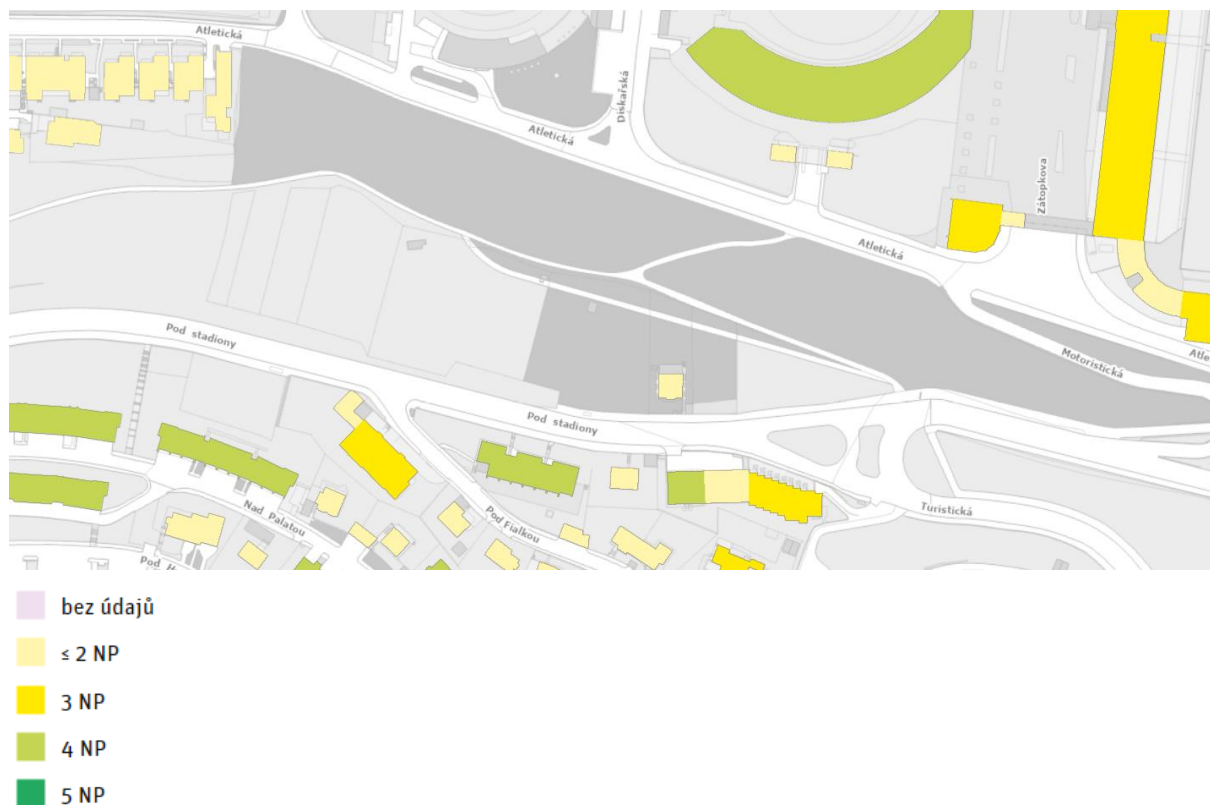 Atletická
Diskařská
Atletická
Zátopkova
Atletická
Motoristická
Atle
Pod stadiony
Pod stadiony
Nad Palatou
Pod Fialkou
Turistická
Pod H
bez údajů
≤ 2 NP
3 NP
4 NP
5 NP